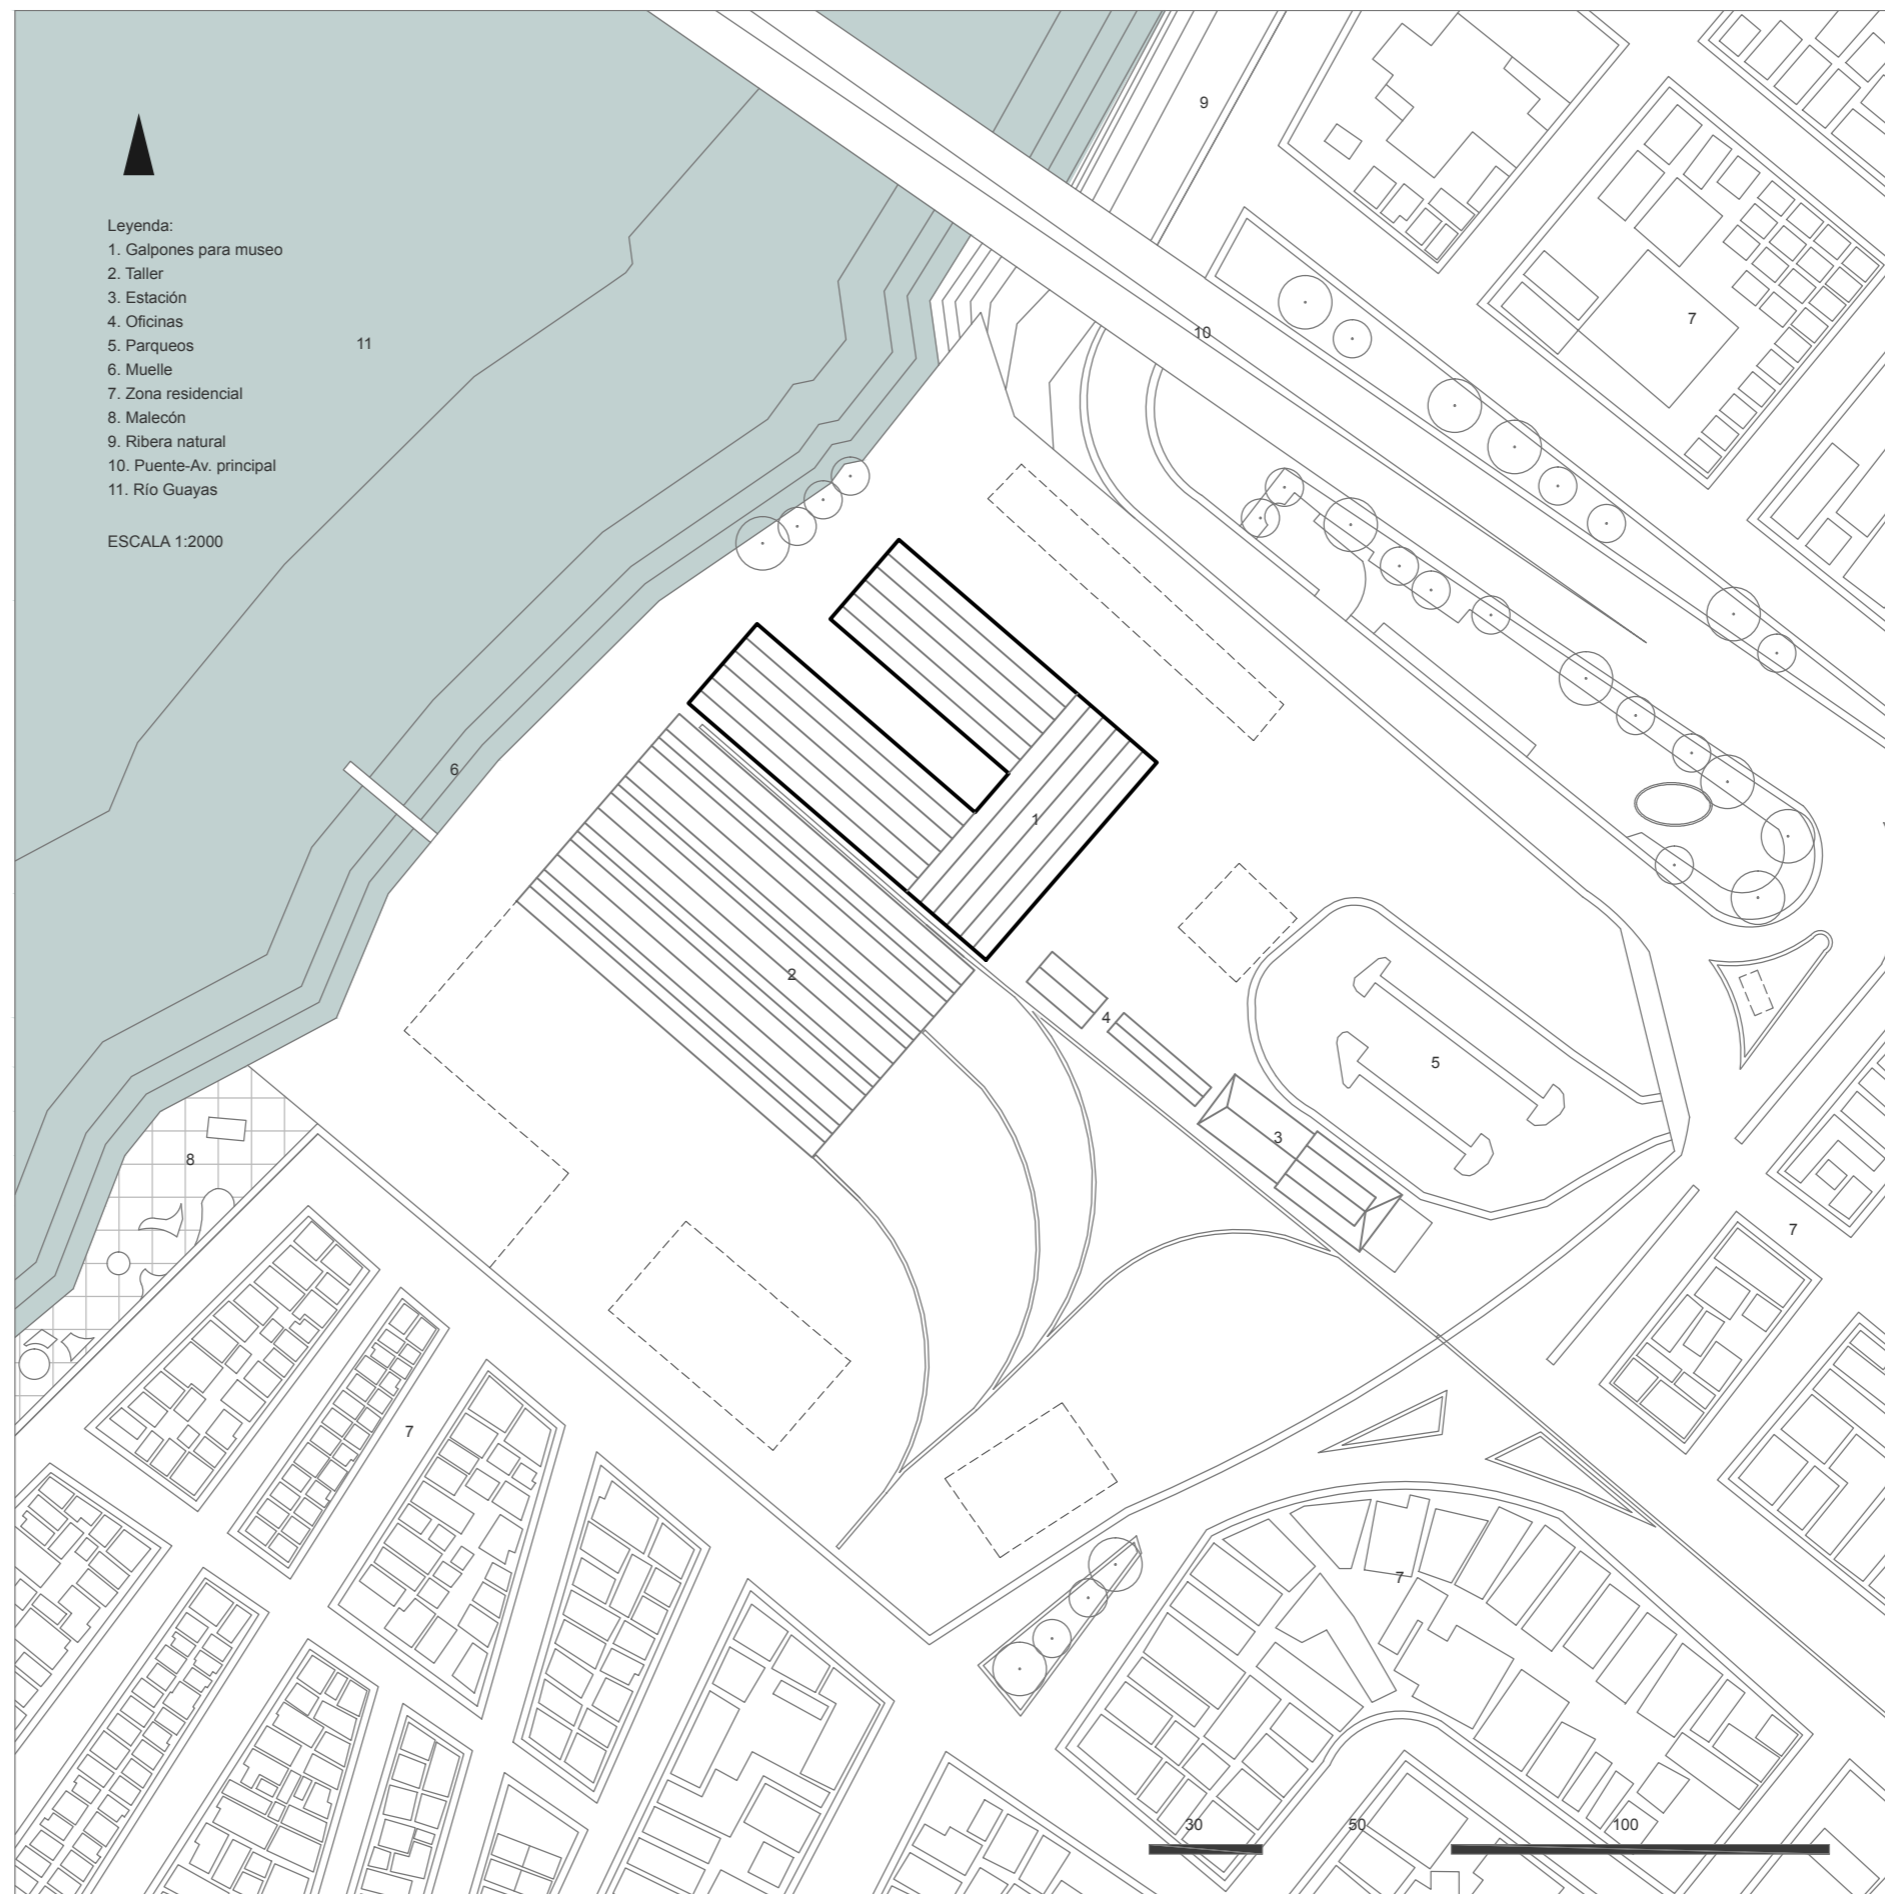 9
Leyenda:
1. Galpones para museo
2. Taller
3. Estación
4. Oficinas
5. Parqueos
6. Muelle
7. Zona residencial
8. Malecón
9. Ribera natural
10. Puente-Av. principal
11. Río Guayas
ESCALA 1:2000
11
10
7
6
1
2
4
5
3
8
7
7
7
30 50 100